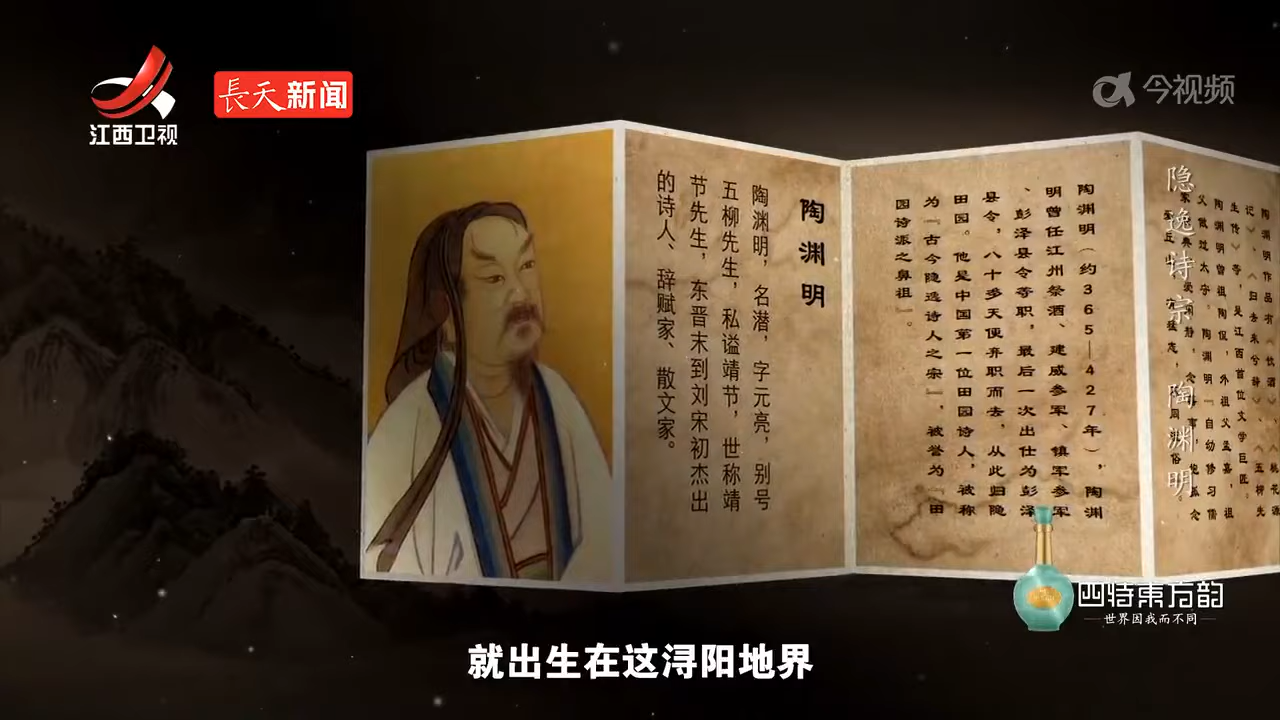 江西卫视
長天新闻
今视频
陶渊明
陶渊明，名潜，字元亮，别号
五柳先生，私谥靖节，世称靖
节先生，东晋末到刘宋初杰出
的诗人、辞赋家、散文家。
陶渊明（约365—427年），陶渊
明曾任江州祭酒、建威参军、镇军参军
、彭泽县令等职，最后一次出仕为彭泽
县令，八十多天便弃职而去，从此归隐
田园。他是中国第一位田园诗人，被称
为『古今隐逸诗人之宗』，被誉为『田
园诗派之鼻祖』。
隐逸诗宗 陶渊明
四特東方韵
世界因我而不同
就出生在这浔阳地界